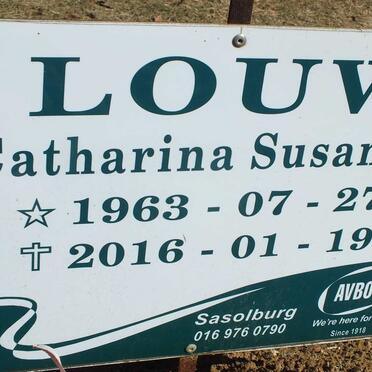 LOUW
Catharina Susan
☆ 1963 - 07 - 27
✝ 2016 - 01 - 19
AVBO
Sasolburg
We're here for
016 976 0790
Since 1918